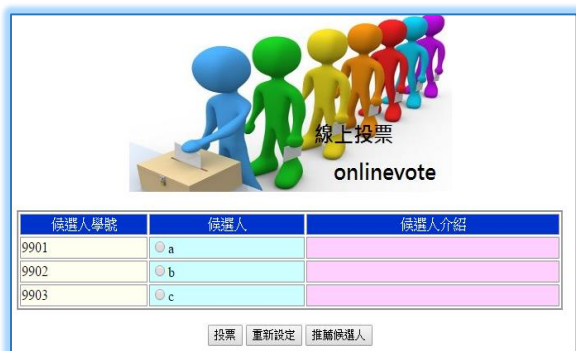 線上投票
onlinevote
候選人學號 候選人 候選人介紹
9901 a
9902 b
9903 c
投票 重新設定 推薦候選人